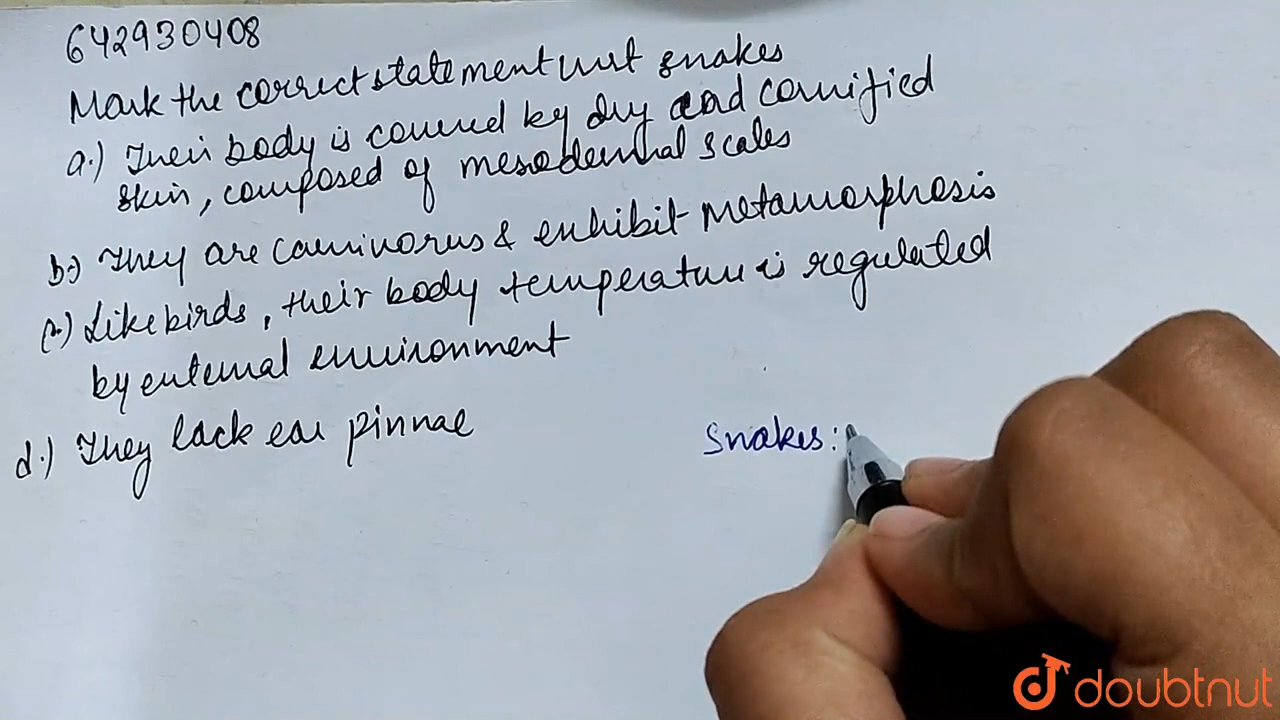 642930408
Mark the correct statement wrt snakes
a.) Their body is covered by dry and cornified
skin, composed of mesodermal scales
b.) They are carnivorus & exhibit Metamorphosis
(c.) Like birds, their body temperature is regulated
by external environment
d.) They lack ear pinnae
Snakes:
doubtnut